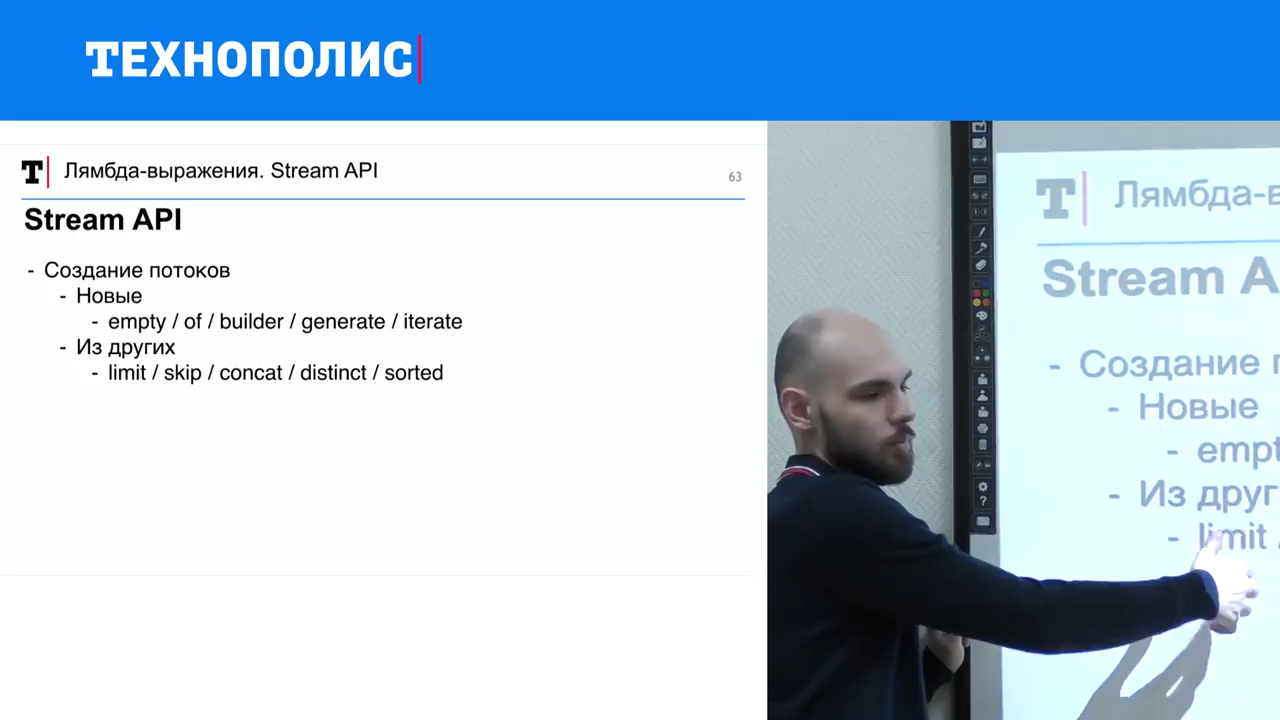 ТЕХНОПОЛИС
Т Лямбда-выражения. Stream API
63
Stream API
- Создание потоков
- Новые
- empty / of / builder / generate / iterate
- Из других
- limit / skip / concat / distinct / sorted
Т Лямбда-в
Stream A
- Создание п
- Новые
- empt
- Из друг
- limit /